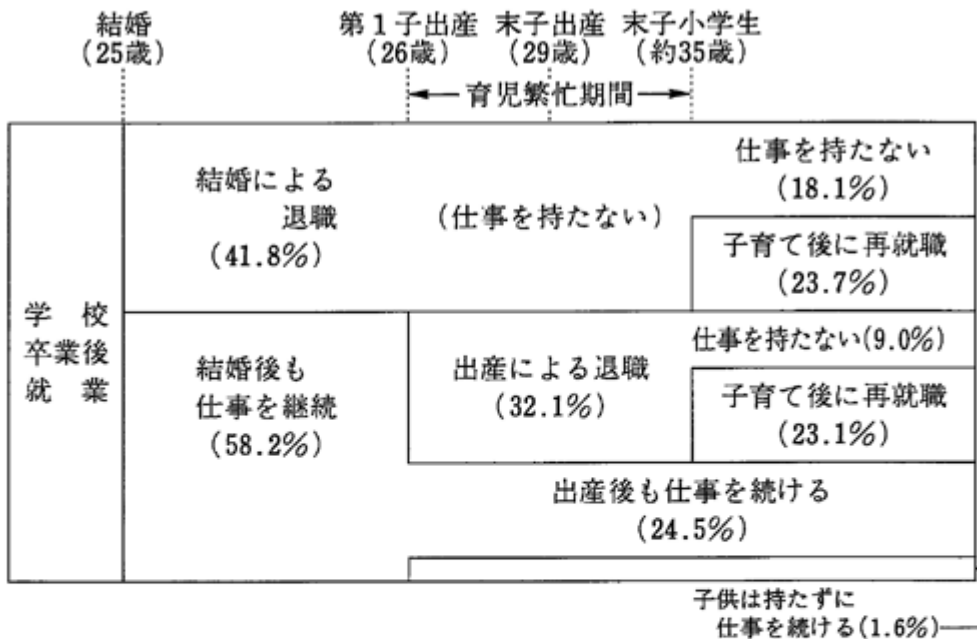 結婚
(25歳)
第1子出産
(26歳)
末子出産
(29歳)
末子小学生
(約35歳)
育児繁忙期間
学校
卒業後
就業
結婚による
退職
(41.8%)
(仕事を持たない)
仕事を持たない
(18.1%)
子育て後に再就職
(23.7%)
結婚後も
仕事を継続
(58.2%)
出産による退職
(32.1%)
仕事を持たない(9.0%)
子育て後に再就職
(23.1%)
出産後も仕事を続ける
(24.5%)
子供は持たずに
仕事を続ける(1.6%)